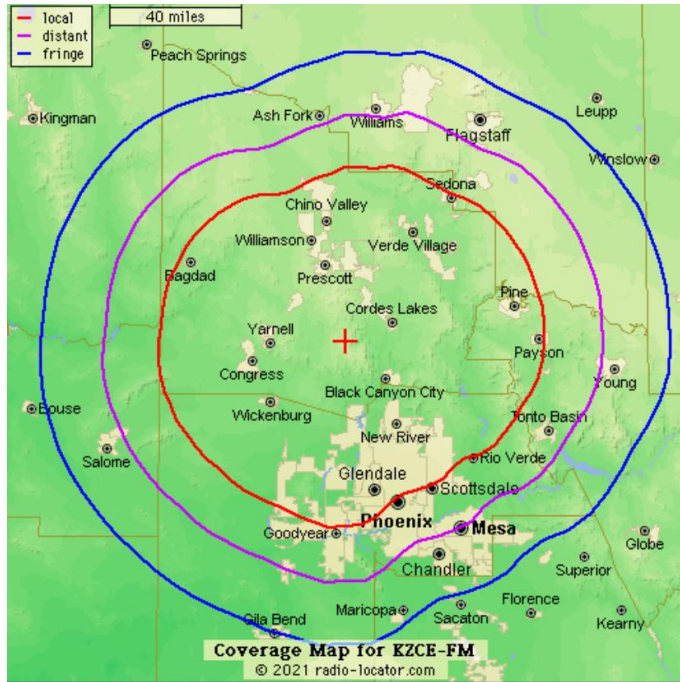 local
distant
fringe
40 miles
Peach Springs
Kingman
Ash Fork
Williams
Flagstaff
Leupp
Winslow
Sedona
Chino Valley
Williamson
Verde Village
Bagdad
Prescott
Pine
Cordes Lakes
Yarnell
Payson
Congress
Young
Black Canyon City
Bouse
Wickenburg
Tonto Basin
New River
Salome
Rio Verde
Glendale
Scottsdale
Phoenix
Mesa
Goodyear
Globe
Chandler
Superior
Maricopa
Sacaton
Florence
Kearny
Gila Bend
Coverage Map for KZCE-FM
© 2021 radio-locator.com